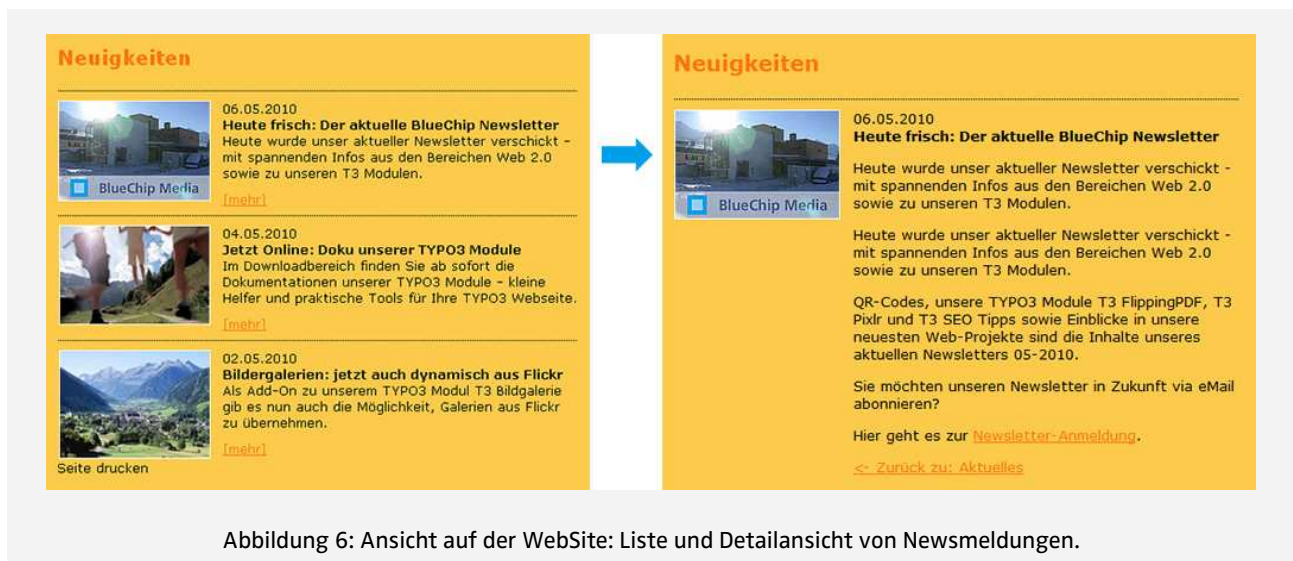 Neuigkeiten
06.05.2010
Heute frisch: Der aktuelle BlueChip Newsletter
Heute wurde unser aktueller Newsletter verschickt -
mit spannenden Infos aus den Bereichen Web 2.0
sowie zu unseren T3 Modulen.
BlueChip Media
[mehr]
04.05.2010
Jetzt Online: Doku unserer TYPO3 Module
Im Downloadbereich finden Sie ab sofort die
Dokumentationen unserer TYPO3 Module - kleine
Helfer und praktische Tools für Ihre TYPO3 Webseite.
[mehr]
02.05.2010
Bildergalerien: jetzt auch dynamisch aus Flickr
Als Add-On zu unserem TYPO3 Modul T3 Bildgalerie
gib es nun auch die Möglichkeit, Galerien aus Flickr
zu übernehmen.
[mehr]
Seite drucken
Neuigkeiten
06.05.2010
Heute frisch: Der aktuelle BlueChip Newsletter
Heute wurde unser aktueller Newsletter verschickt -
mit spannenden Infos aus den Bereichen Web 2.0
sowie zu unseren T3 Modulen.
BlueChip Media
Heute wurde unser aktueller Newsletter verschickt -
mit spannenden Infos aus den Bereichen Web 2.0
sowie zu unseren T3 Modulen.
QR-Codes, unsere TYPO3 Module T3 FlippingPDF, T3
Pixlr und T3 SEO Tipps sowie Einblicke in unsere
neuesten Web-Projekte sind die Inhalte unseres
aktuellen Newsletters 05-2010.
Sie möchten unseren Newsletter in Zukunft via eMail
abonnieren?
Hier geht es zur Newsletter-Anmeldung.
<- Zurück zu: Aktuelles
Abbildung 6: Ansicht auf der WebSite: Liste und Detailansicht von Newsmeldungen.